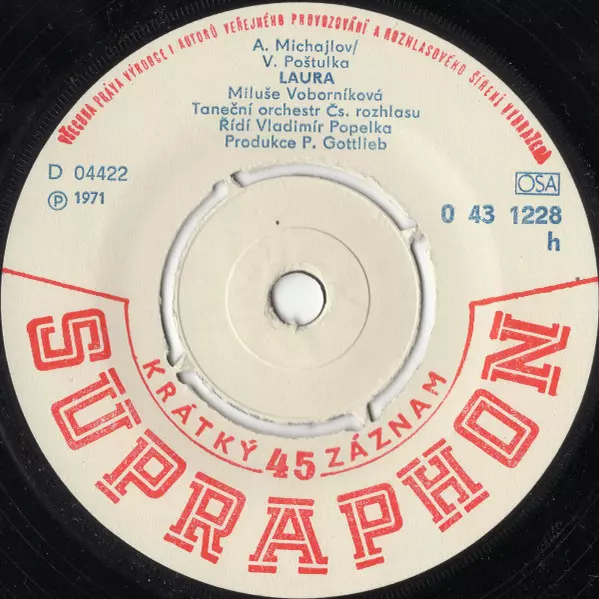 VŠECHNA PRÁVA VÝROBCE I AUTORŮ VEŘEJNÉHO PROVOZOVÁNÍ A ROZHLASOVÉHO ŠÍŘENÍ VYHRAZENA
A. Michajlov/
V. Poštulka
LAURA
Miluše Voborníková
Taneční orchestr Čs. rozhlasu
Řídí Vladimír Popelka
Produkce P. Gottlieb
D 04422
Ⓟ 1971
OSA
0 43 1228
h
KRÁTKÝ 45 ZÁZNAM
SUPRAPHON